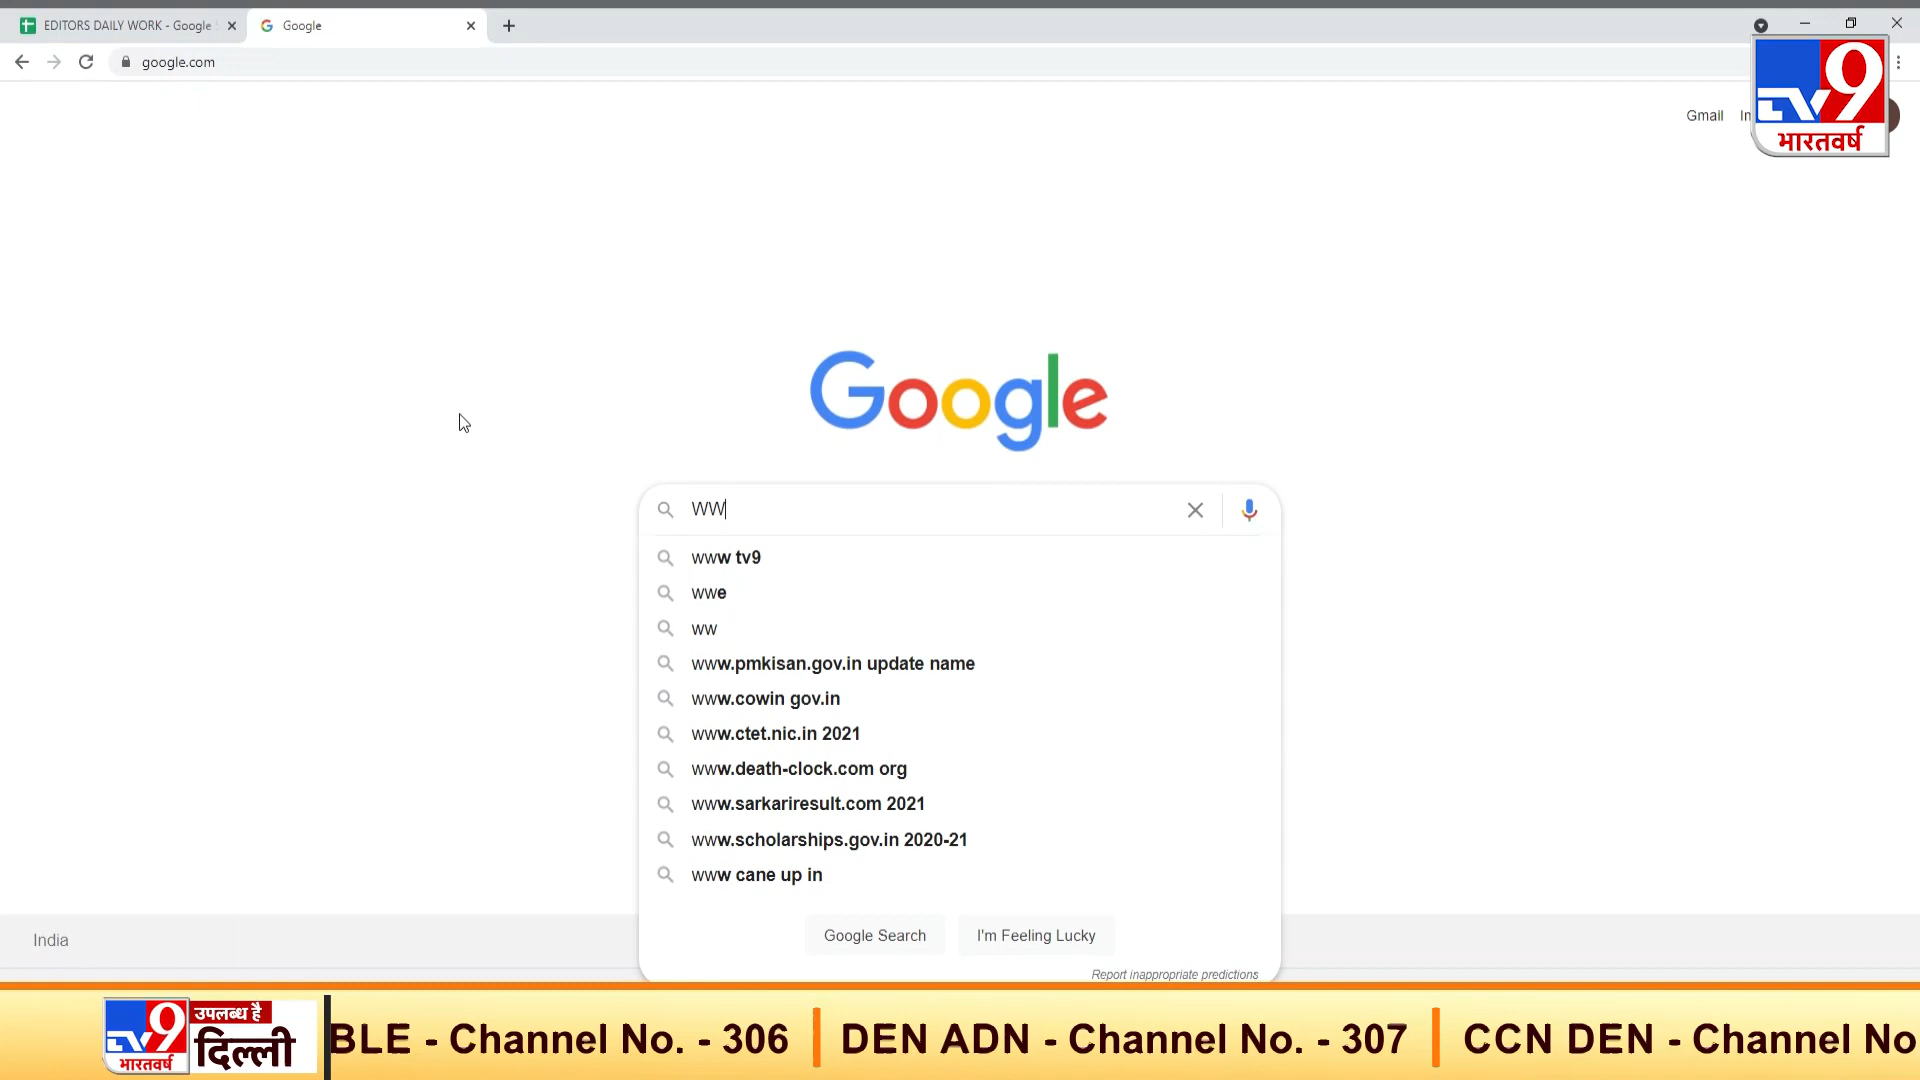 EDITORS DAILY WORK - Google
Google
google.com
Gmail
TV9
भारतवर्ष
Google
WW
www tv9
wwe
ww
www.pmkisan.gov.in update name
www.cowin gov.in
www.ctet.nic.in 2021
www.death-clock.com org
www.sarkariresult.com 2021
www.scholarships.gov.in 2020-21
www cane up in
Google Search I'm Feeling Lucky
Report inappropriate predictions
India
TV9
भारतवर्ष
उपलब्ध है
दिल्ली
BLE - Channel No. - 306 DEN ADN - Channel No. - 307 CCN DEN - Channel No